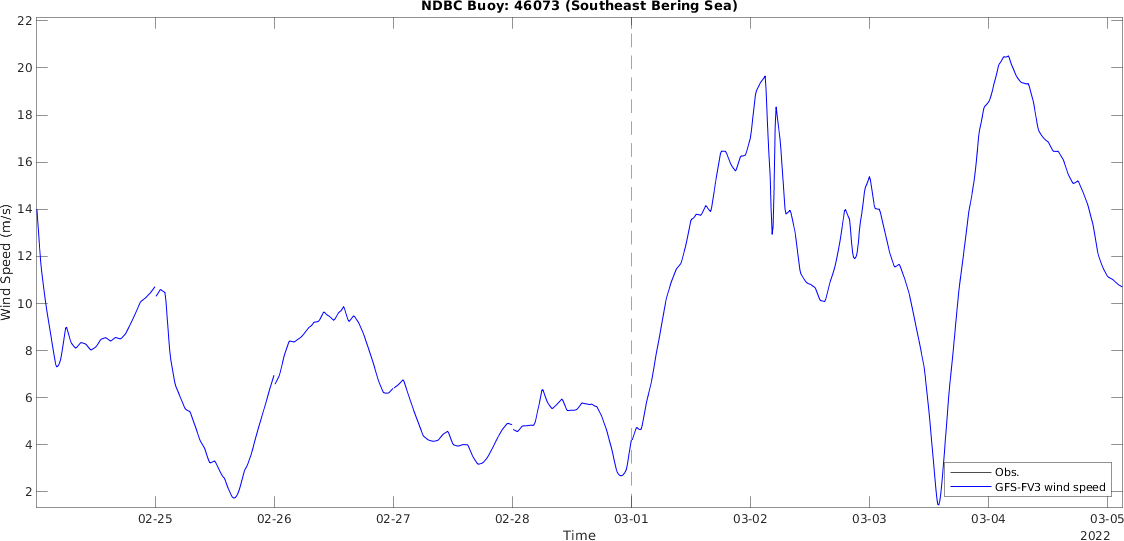 NDBC Buoy: 46073 (Southeast Bering Sea)
22
20
18
16
14
12
10
8
6
4
2
Wind Speed (m/s)
Obs.
GFS-FV3 wind speed
02-25 02-26 02-27 02-28 03-01 03-02 03-03 03-04 03-05
Time
2022